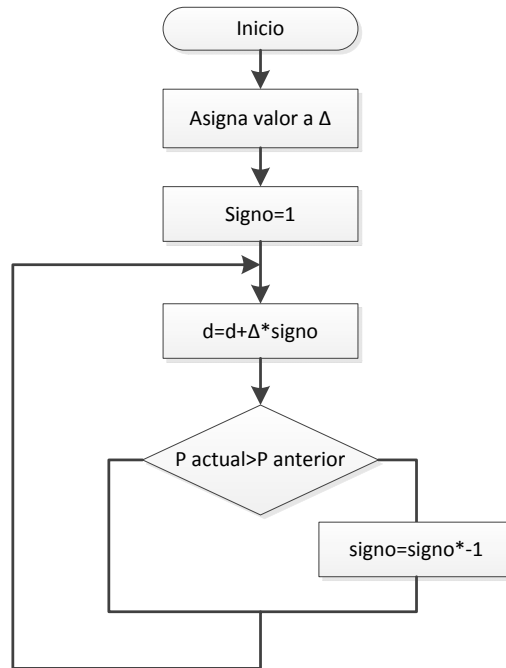 Inicio
Asigna valor a Δ
Signo=1
d=d+Δ*signo
P actual>P anterior
signo=signo*-1